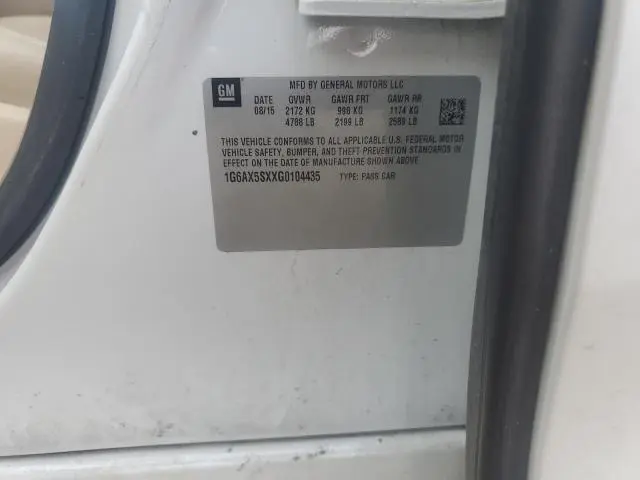 GM
MFD BY GENERAL MOTORS LLC
DATE GVWR GAWR FRT GAWR RR
08/15 2172 KG 998 KG 1174 KG
4788 LB 2199 LB 2589 LB
THIS VEHICLE CONFORMS TO ALL APPLICABLE U.S. FEDERAL MOTOR
VEHICLE SAFETY, BUMPER, AND THEFT PREVENTION STANDARDS IN
EFFECT ON THE DATE OF MANUFACTURE SHOWN ABOVE.
1G6AX5SXXG0104435 TYPE: PASS CAR